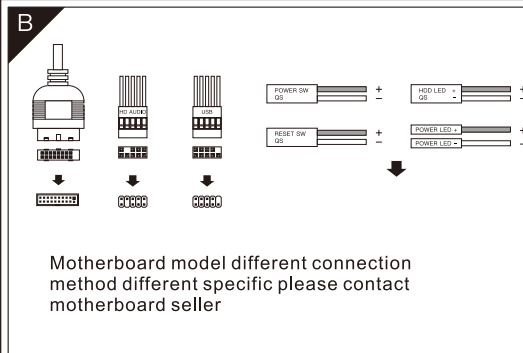 B
HD AUDIO
USB
POWER SW
QS
+
−
HDD LED +
QS −
+
−
RESET SW
QS
+
−
POWER LED +
POWER LED −
+
−
Motherboard model different connection
method different specific please contact
motherboard seller